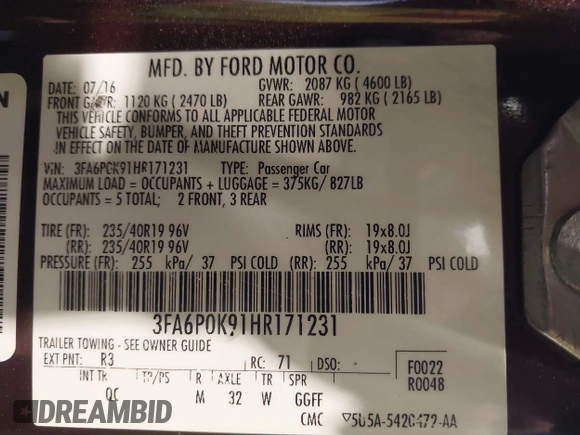 MFD. BY FORD MOTOR CO.
DATE: 07/16 GVWR: 2087 KG ( 4600 LB)
FRONT GAWR: 1120 KG ( 2470 LB) REAR GAWR: 982 KG ( 2165 LB)
THIS VEHICLE CONFORMS TO ALL APPLICABLE FEDERAL MOTOR
VEHICLE SAFETY, BUMPER, AND THEFT PREVENTION STANDARDS
IN EFFECT ON THE DATE OF MANUFACTURE SHOWN ABOVE.
VIN: 3FA6P0K91HR171231 TYPE: Passenger Car
MAXIMUM LOAD = OCCUPANTS + LUGGAGE = 375KG/ 827LB
OCCUPANTS = 5 TOTAL; 2 FRONT, 3 REAR
TIRE (FR): 235/40R19 96V RIMS (FR): 19x8.0J
(RR): 235/40R19 96V (RR): 19x8.0J
PRESSURE (FR): 255 kPa/ 37 PSI COLD (RR): 255 kPa/ 37 PSI COLD
3FA6P0K91HR171231
TRAILER TOWING - SEE OWNER GUIDE
EXT PNT: R3 RC: 71 DSO: F0022
R0048
INT TR TP/PS R AXLE TR SPR
QC M 32 W GGFF
CMC 5U5A-5420472-AA
DREAMBID